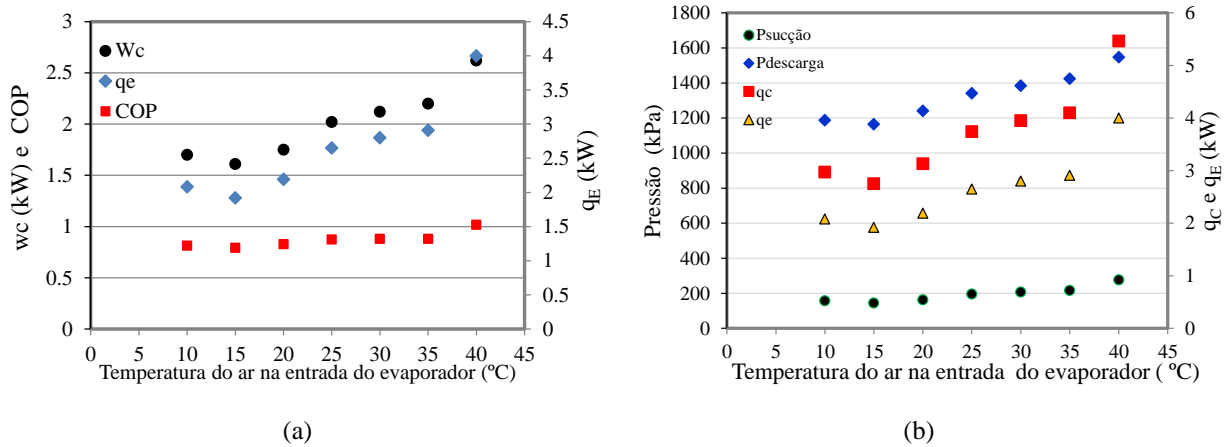 3
2.5
2
1.5
1
0.5
0
wc (kW) e COP
Wc
qe
COP
4.5
4
3.5
3
2.5
2
1.5
1
0.5
0
q_E (kW)
0 5 10 15 20 25 30 35 40 45
Temperatura do ar na entrada do evaporador (ºC)
(a)
1800
1600
1400
1200
1000
800
600
400
200
0
Pressão (kPa)
Psucção
Pdescarga
qc
qe
6
5
4
3
2
1
0
q_C e q_E (kW)
0 5 10 15 20 25 30 35 40 45
Temperatura do ar na entrada do evaporador ( ºC)
(b)